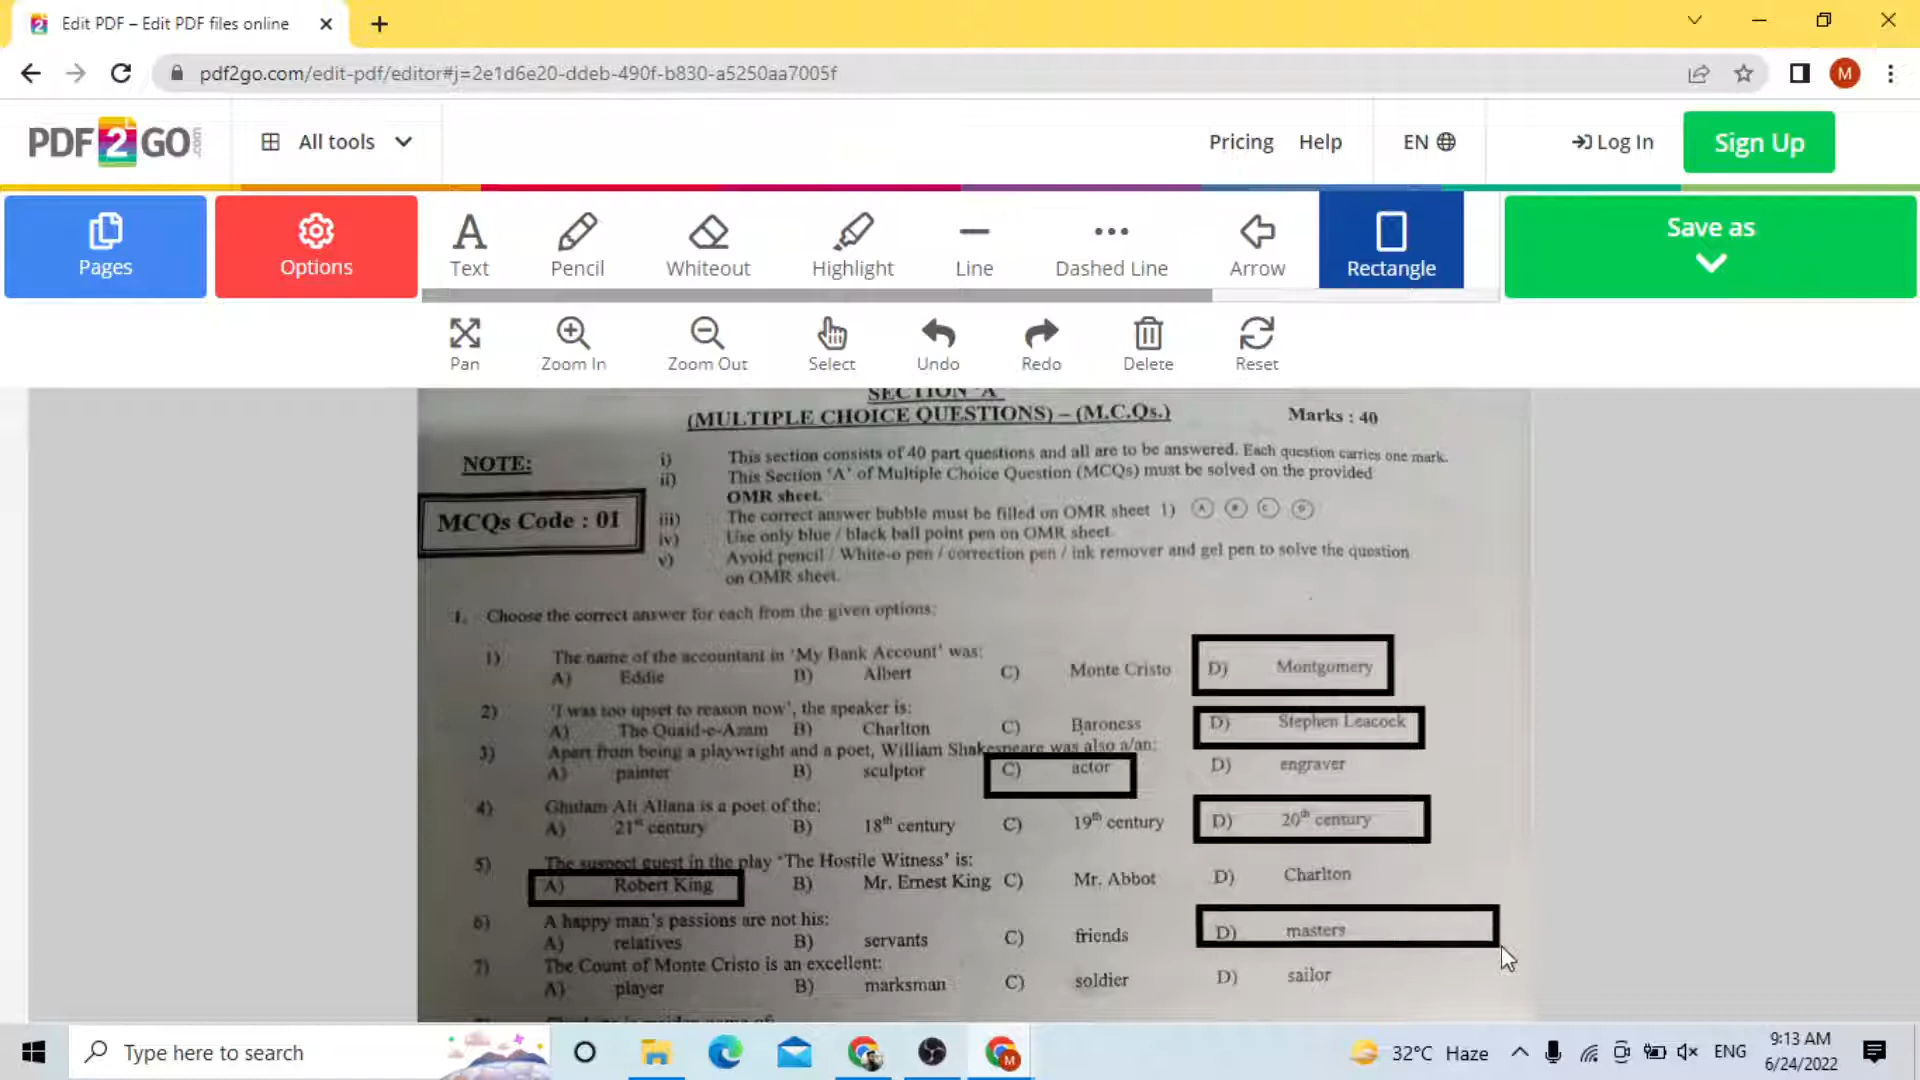 Edit PDF – Edit PDF files online
pdf2go.com/edit-pdf/editor#j=2e1d6e20-ddeb-490f-b830-a5250aa7005f
M
PDF2GO.com
All tools
Pricing Help
EN
Log In
Sign Up
Pages
Options
Text
Pencil
Whiteout
Highlight
Line
Dashed Line
Arrow
Rectangle
Save as
Pan
Zoom In
Zoom Out
Select
Undo
Redo
Delete
Reset
SECTION 'A'
(MULTIPLE CHOICE QUESTIONS) – (M.C.Qs.) Marks : 40
NOTE:
i) This section consists of 40 part questions and all are to be answered. Each question carries one mark.
ii) This Section 'A' of Multiple Choice Question (MCQs) must be solved on the provided
OMR sheet.
MCQs Code : 01
iii) The correct answer bubble must be filled on OMR sheet 1) A B C D
iv) Use only blue / black ball point pen on OMR sheet.
v) Avoid pencil / White-o pen / correction pen / ink remover and gel pen to solve the question
on OMR sheet.
1. Choose the correct answer for each from the given options:
1) The name of the accountant in 'My Bank Account' was:
A) Eddie B) Albert C) Monte Cristo D) Montgomery
2) 'I was too upset to reason now', the speaker is:
A) The Quaid-e-Azam B) Charlton C) Baroness D) Stephen Leacock
3) Apart from being a playwright and a poet, William Shakespeare was also a/an:
A) painter B) sculptor C) actor D) engraver
4) Ghulam Ali Allana is a poet of the:
A) 21st century B) 18th century C) 19th century D) 20th century
5) The suspect guest in the play 'The Hostile Witness' is:
A) Robert King B) Mr. Ernest King C) Mr. Abbot D) Charlton
6) A happy man's passions are not his:
A) relatives B) servants C) friends D) masters
7) The Count of Monte Cristo is an excellent:
A) player B) marksman C) soldier D) sailor
Type here to search
M
32°C Haze
ENG
9:13 AM
6/24/2022